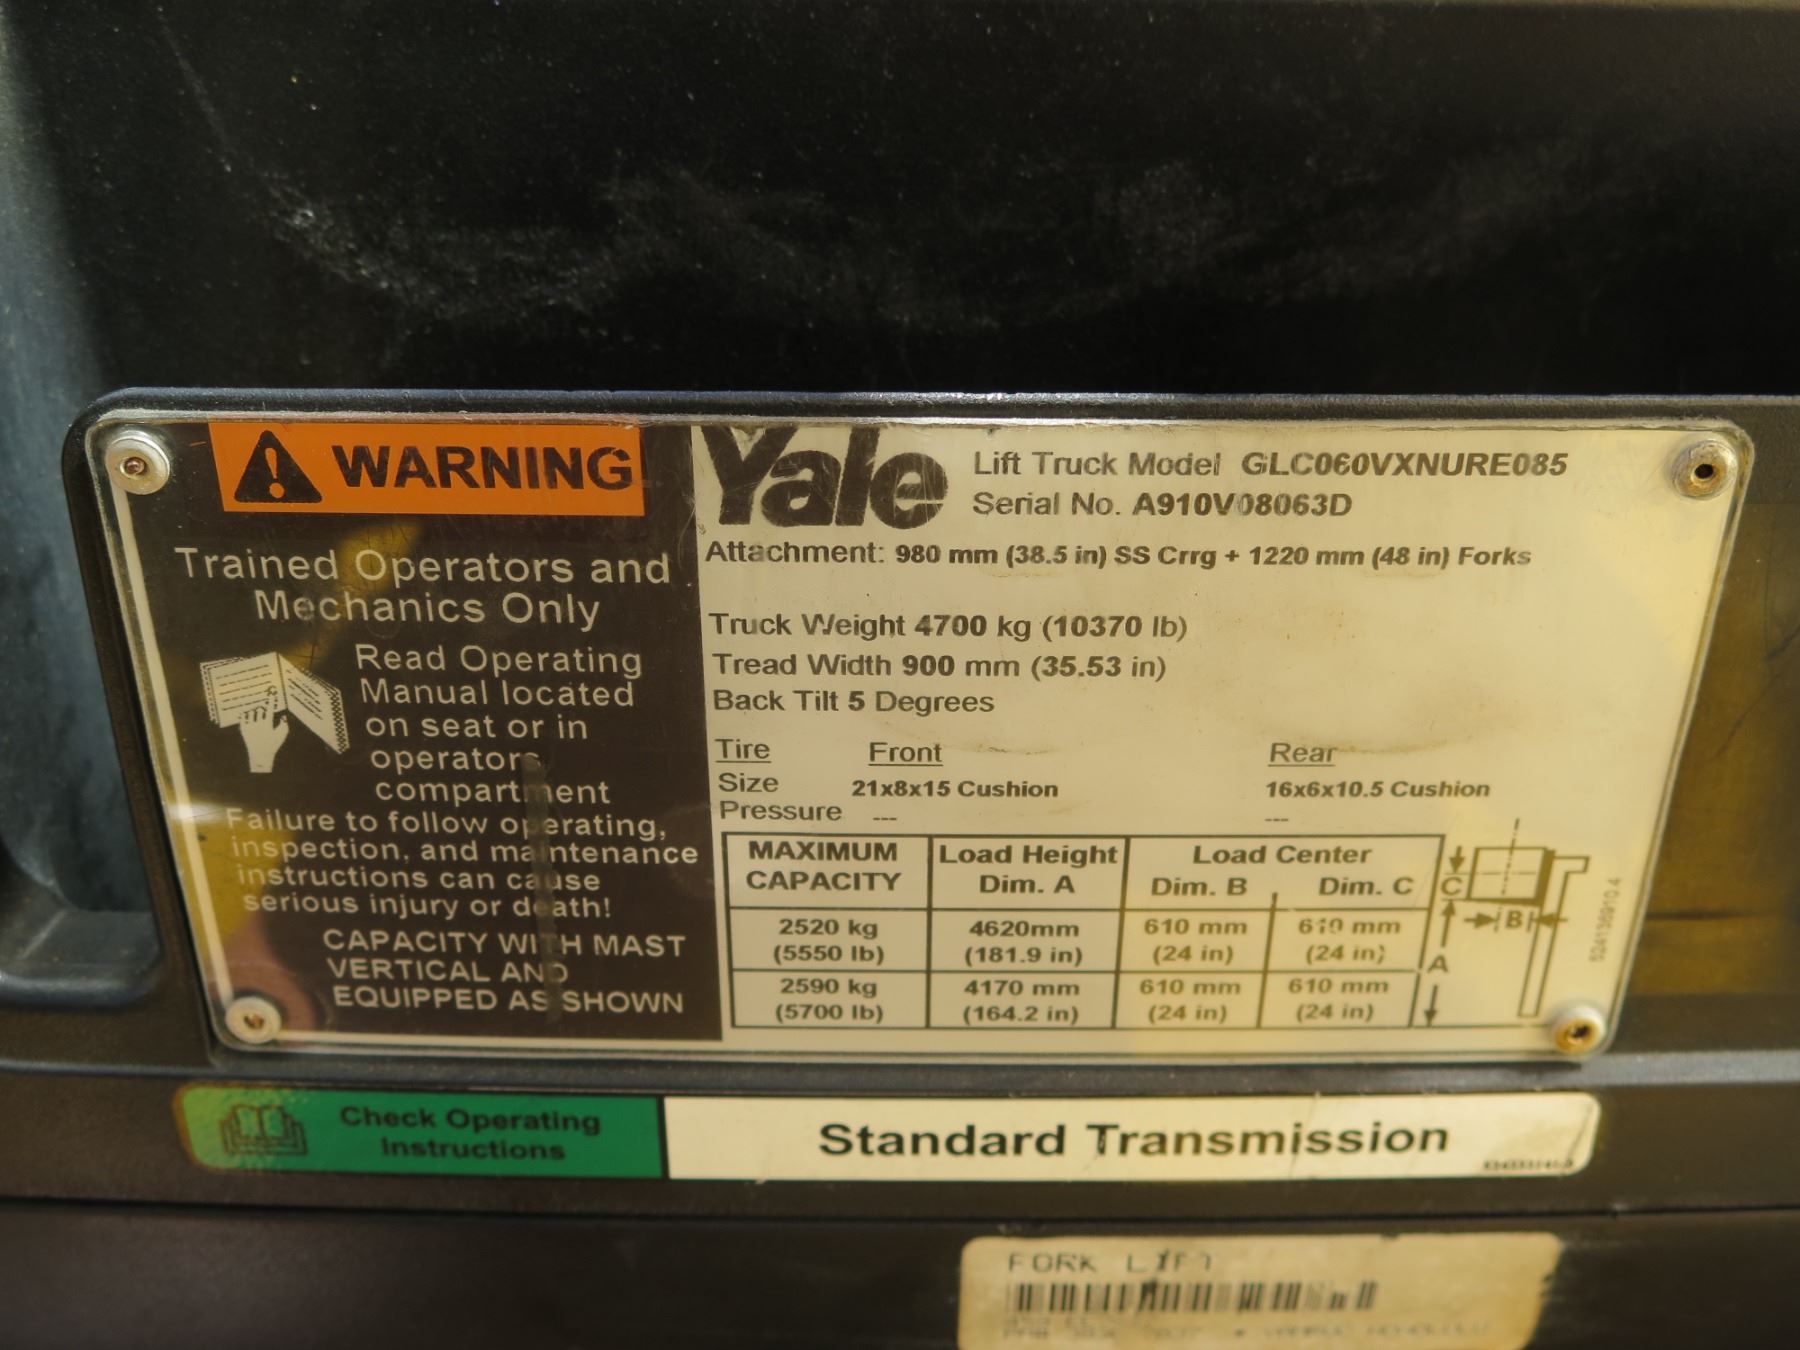 WARNING
Trained Operators and
Mechanics Only
Read Operating
Manual located
on seat or in
operators
compartment
Failure to follow operating,
inspection, and maintenance
instructions can cause
serious injury or death!
CAPACITY WITH MAST
VERTICAL AND
EQUIPPED AS SHOWN
Yale
Lift Truck Model GLC060VXNURE085
Serial No. A910V08063D
Attachment: 980 mm (38.5 in) SS Crrg + 1220 mm (48 in) Forks
Truck Weight 4700 kg (10370 lb)
Tread Width 900 mm (35.53 in)
Back Tilt 5 Degrees
Tire Front Rear
Size 21x8x15 Cushion 16x6x10.5 Cushion
Pressure --- ---
MAXIMUM CAPACITY Load Height Dim. A Load Center Dim. B Dim. C
2520 kg 4620mm 610 mm 610 mm
(5550 lb) (181.9 in) (24 in) (24 in)
2590 kg 4170 mm 610 mm 610 mm
(5700 lb) (164.2 in) (24 in) (24 in)
C
B
A
Check Operating
Instructions
Standard Transmission
FORK LIFT